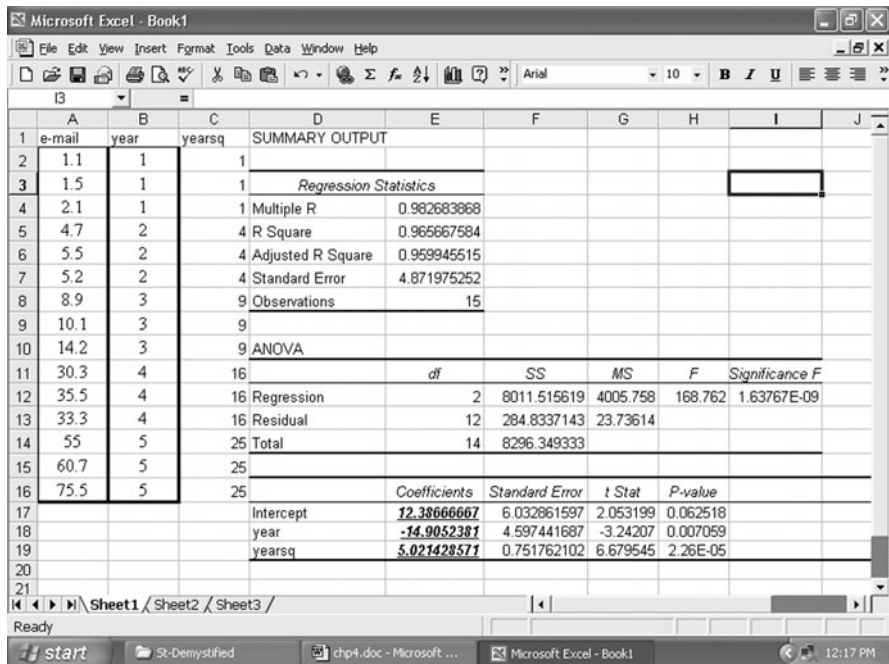 Microsoft Excel - Book1
File Edit View Insert Format Tools Data Window Help
Arial 10 B I U
I3 =
A B C D E F G H I J
1 e-mail year yearsq SUMMARY OUTPUT
2 1.1 1 1
3 1.5 1 1 Regression Statistics
4 2.1 1 1 Multiple R 0.982683868
5 4.7 2 4 R Square 0.965667584
6 5.5 2 4 Adjusted R Square 0.959945515
7 5.2 2 4 Standard Error 4.871975252
8 8.9 3 9 Observations 15
9 10.1 3 9
10 14.2 3 9 ANOVA
11 30.3 4 16 df SS MS F Significance F
12 35.5 4 16 Regression 2 8011.515619 4005.758 168.762 1.63767E-09
13 33.3 4 16 Residual 12 284.8337143 23.73614
14 55 5 25 Total 14 8296.349333
15 60.7 5 25
16 75.5 5 25 Coefficients Standard Error t Stat P-value
17 Intercept 12.38666667 6.032861597 2.053199 0.062518
18 year -14.9052381 4.597441687 -3.24207 0.007059
19 yearsq 5.021428571 0.751762102 6.679545 2.26E-05
20
21
Sheet1 / Sheet2 / Sheet3 /
Ready
start St-Demystified chp4.doc - Microsoft ... Microsoft Excel - Book1 12:17 PM